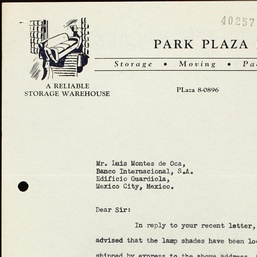 40257
PARK PLAZA
Storage • Moving • Pa
A RELIABLE
STORAGE WAREHOUSE
PLaza 8-0896
Mr. Luis Montes de Oca,
Banco Internacional, S.A.
Edificio Guardiola,
Mexico City, Mexico.
Dear Sir:
In reply to your recent letter,
advised that the lamp shades have been loc
shipped by express to the above address.